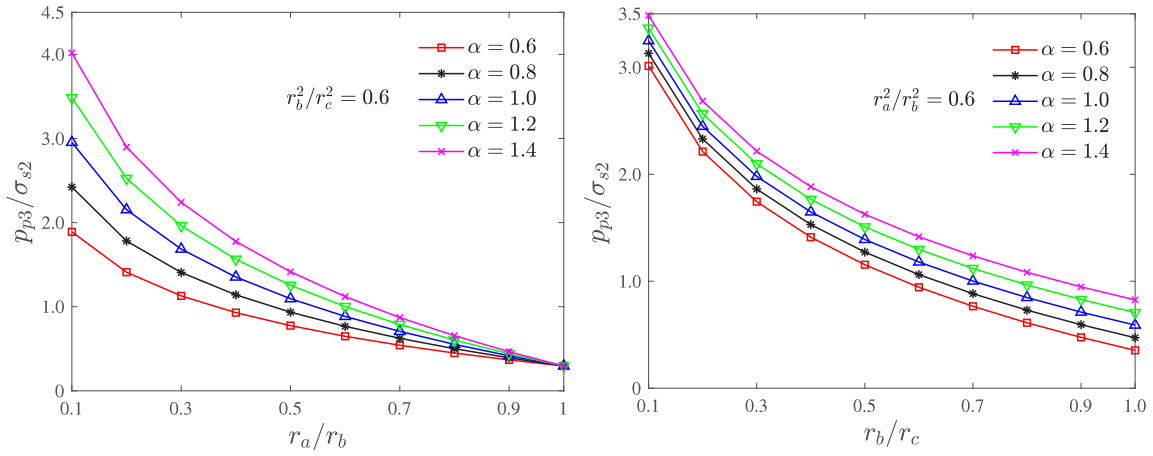 4.5
4.0
3.0
2.0
1.0
0
p_{p3}/σ_{s2}
0.1
0.3
0.5
0.7
0.9
1
r_a/r_b
r_b^2/r_c^2 = 0.6
α = 0.6
α = 0.8
α = 1.0
α = 1.2
α = 1.4
3.5
3.0
2.0
1.0
0
p_{p3}/σ_{s2}
0.1
0.3
0.5
0.7
0.9
1.0
r_b/r_c
r_a^2/r_b^2 = 0.6
α = 0.6
α = 0.8
α = 1.0
α = 1.2
α = 1.4